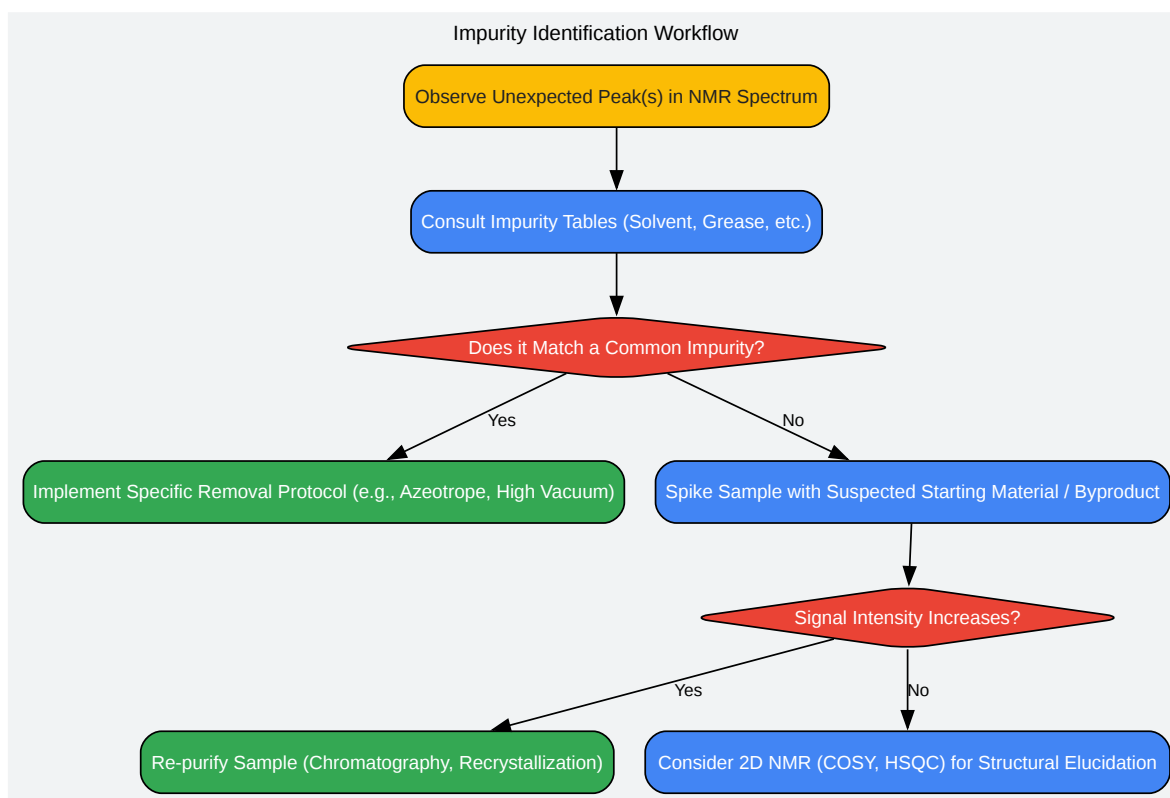 Impurity Identification Workflow
Observe Unexpected Peak(s) in NMR Spectrum
Consult Impurity Tables (Solvent, Grease, etc.)
Does it Match a Common Impurity?
Yes
No
Implement Specific Removal Protocol (e.g., Azeotrope, High Vacuum)
Spike Sample with Suspected Starting Material / Byproduct
Signal Intensity Increases?
Yes
No
Re-purify Sample (Chromatography, Recrystallization)
Consider 2D NMR (COSY, HSQC) for Structural Elucidation